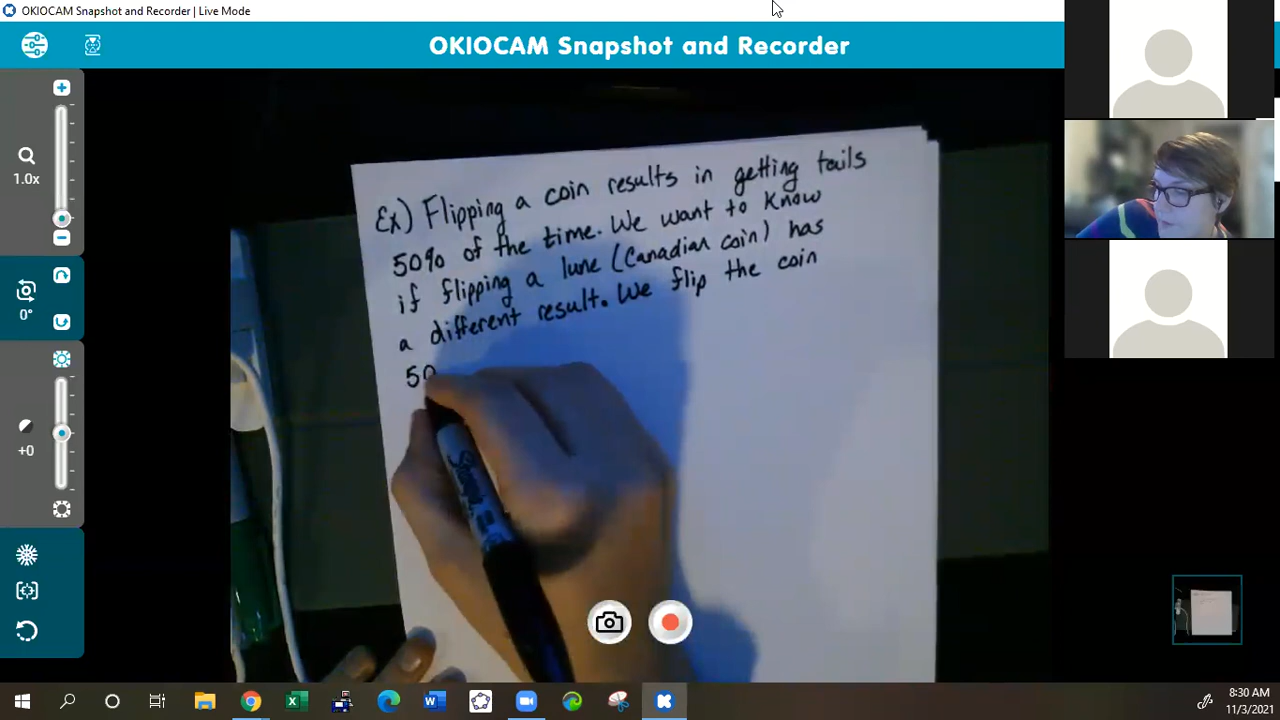 OKIOCAM Snapshot and Recorder | Live Mode
OKIOCAM Snapshot and Recorder
1.0x
0°
+0
Ex) Flipping a coin results in getting tails
50% of the time. We want to know
if flipping a lune (Canadian coin) has
a different result. We flip the coin
50
Sharpie
8:30 AM
11/3/2021